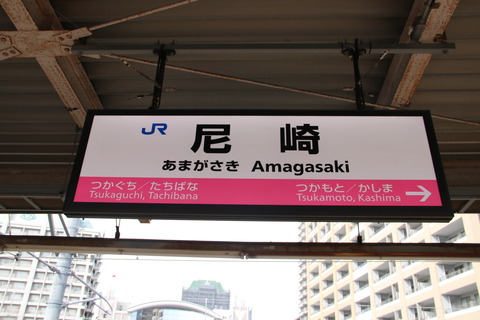 JR 尼崎
あまがさき Amagasaki
つかぐち／たちばな つかもと／かしま
Tsukaguchi, Tachibana Tsukamoto, Kashima →